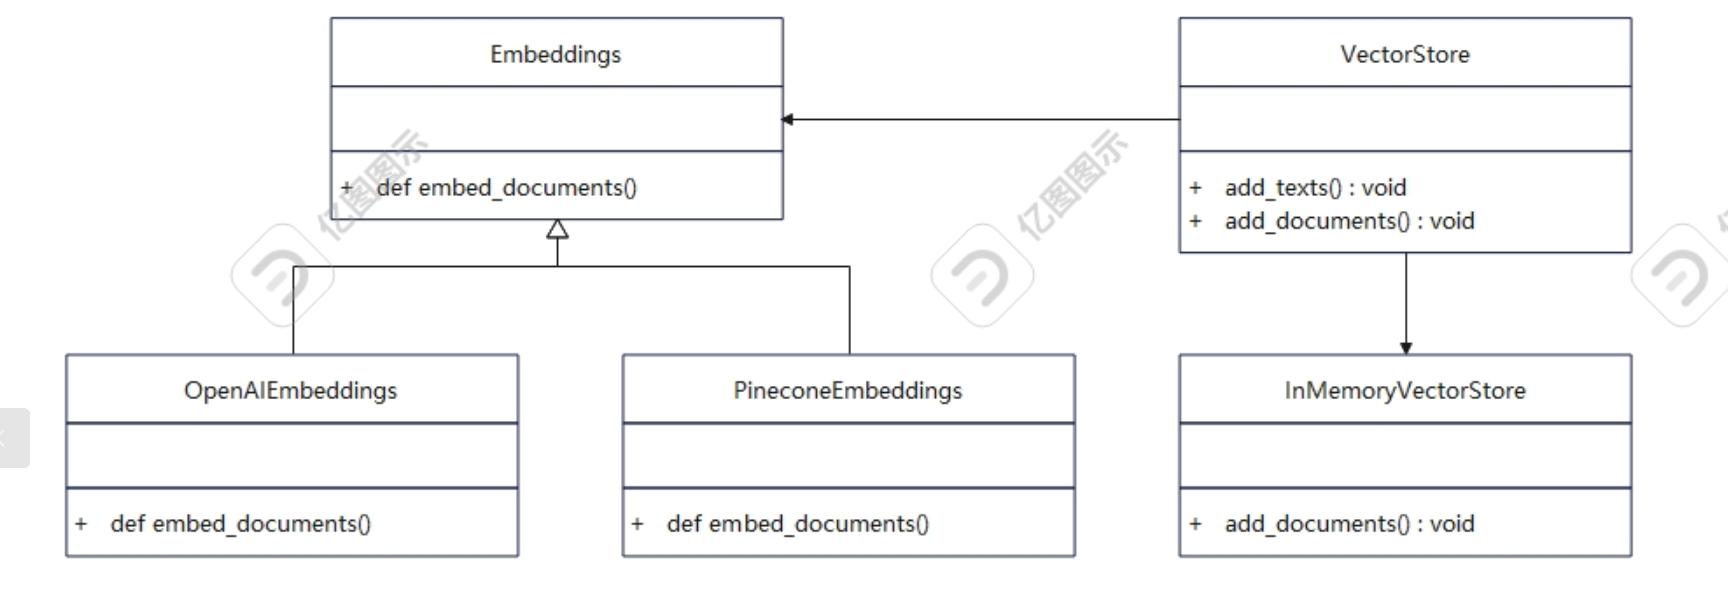 Embeddings
+ def embed_documents()
VectorStore
+ add_texts() : void
+ add_documents() : void
OpenAIEmbeddings
+ def embed_documents()
PineconeEmbeddings
+ def embed_documents()
InMemoryVectorStore
+ add_documents() : void
亿图图示
亿图图示